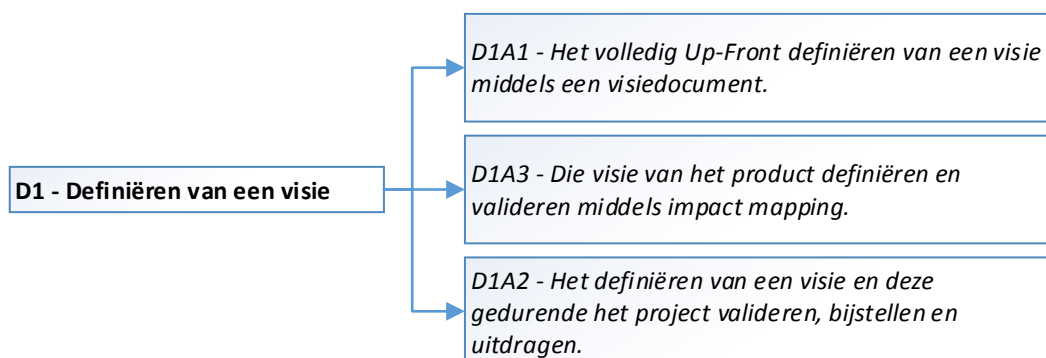 D1 - Definiëren van een visie
D1A1 - Het volledig Up-Front definiëren van een visie
middels een visiedocument.
D1A3 - Die visie van het product definiëren en
valideren middels impact mapping.
D1A2 - Het definiëren van een visie en deze
gedurende het project valideren, bijstellen en
uitdragen.